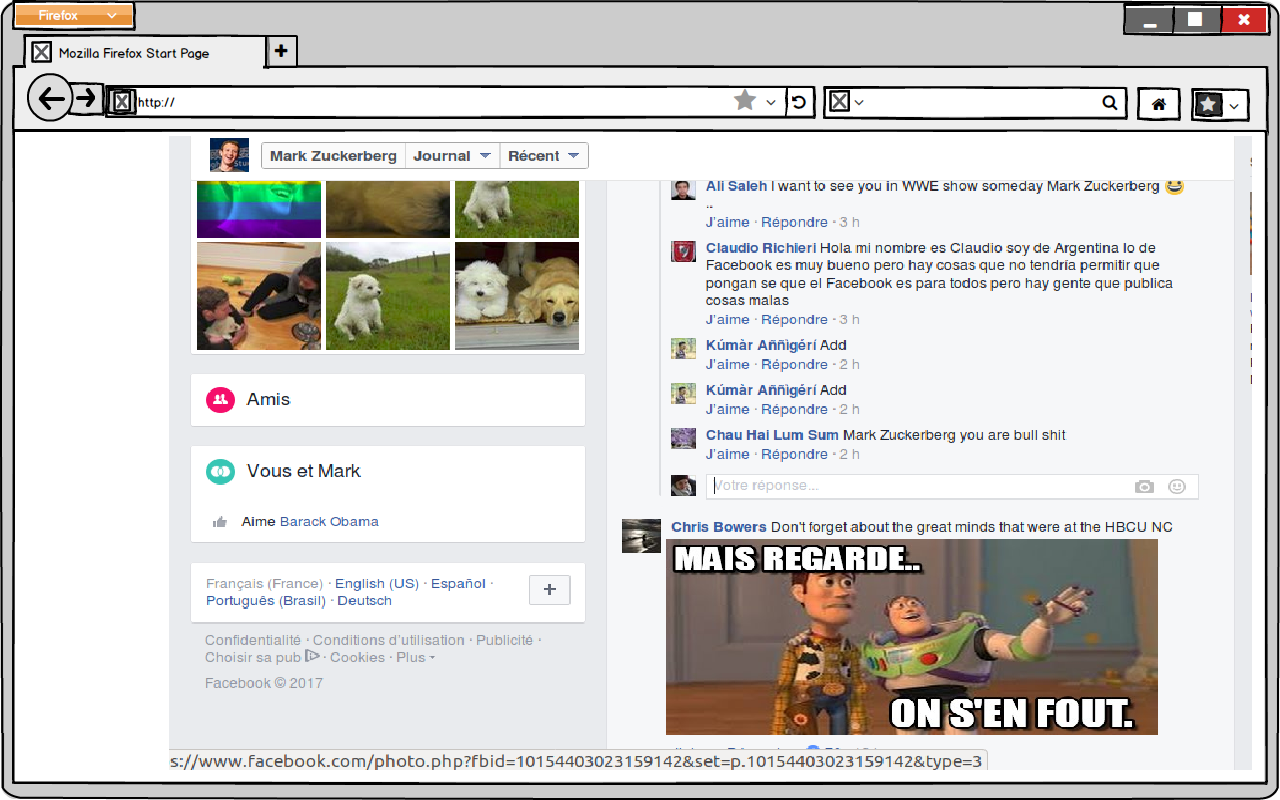 Firefox
Mozilla Firefox Start Page
http://
Mark Zuckerberg Journal Récent
Amis
Vous et Mark
Aime Barack Obama
Français (France) · English (US) · Español ·
Português (Brasil) · Deutsch
Confidentialité · Conditions d'utilisation · Publicité ·
Choisir sa pub · Cookies · Plus
Facebook © 2017
Ali Saleh I want to see you in WWE show someday Mark Zuckerberg 😀
..
J'aime · Répondre · 3 h
Claudio Richieri Hola mi nombre es Claudio soy de Argentina lo de
Facebook es muy bueno pero hay cosas que no tendría permitir que
pongan se que el Facebook es para todos pero hay gente que publica
cosas malas
J'aime · Répondre · 3 h
Kúmàr Aññìgérí Add
J'aime · Répondre · 2 h
Kúmàr Aññìgérí Add
J'aime · Répondre · 2 h
Chau Hai Lum Sum Mark Zuckerberg you are bull shit
J'aime · Répondre · 2 h
Votre réponse...
Chris Bowers Don't forget about the great minds that were at the HBCU NC
MAIS REGARDE..
ON S'EN FOUT.
s://www.facebook.com/photo.php?fbid=10154403023159142&set=p.10154403023159142&type=3